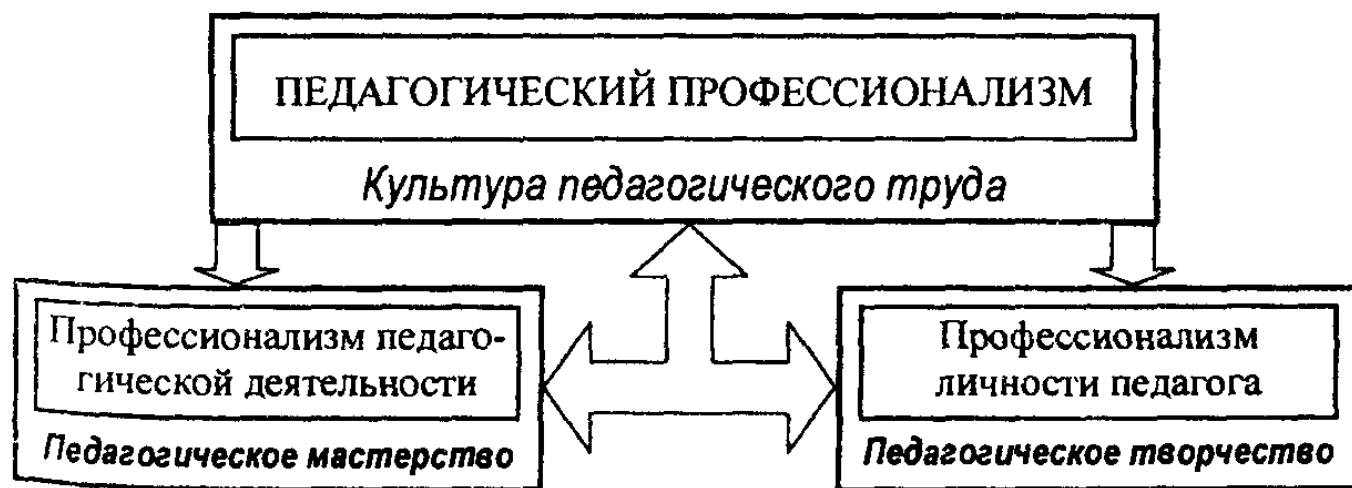 ПЕДАГОГИЧЕСКИЙ ПРОФЕССИОНАЛИЗМ
Культура педагогического труда
Профессионализм педаго-
гической деятельности
Педагогическое мастерство
Профессионализм
личности педагога
Педагогическое творчество